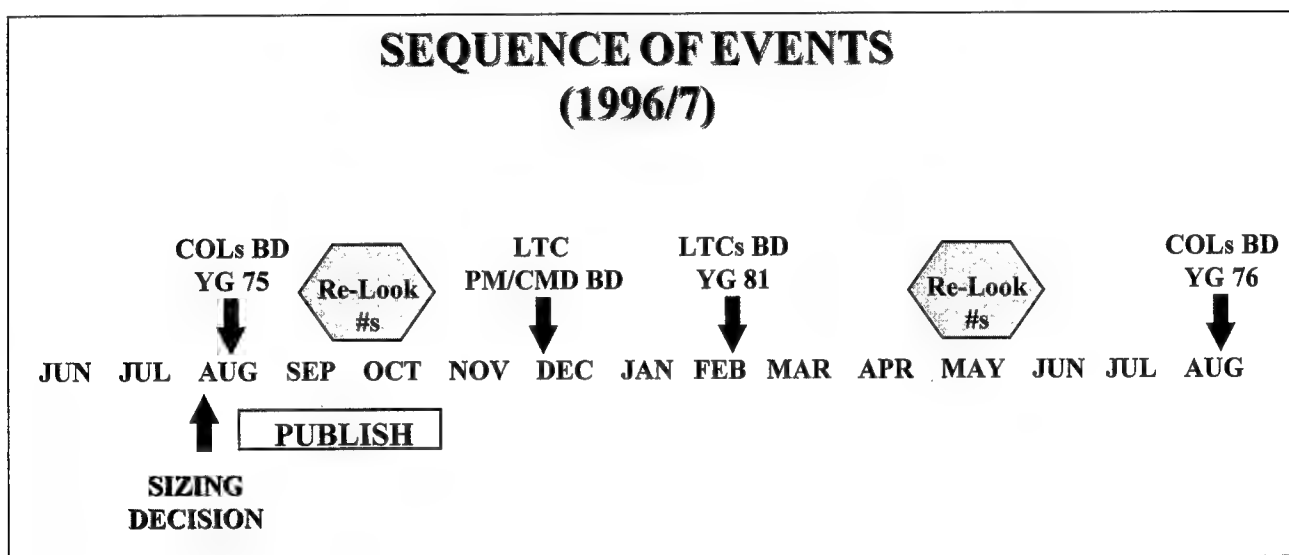 SEQUENCE OF EVENTS
(1996/7)
COLs BD
YG 75
Re-Look
#s
LTC
PM/CMD BD
LTCs BD
YG 81
Re-Look
#s
COLs BD
YG 76
JUN JUL AUG SEP OCT NOV DEC JAN FEB MAR APR MAY JUN JUL AUG
PUBLISH
SIZING
DECISION